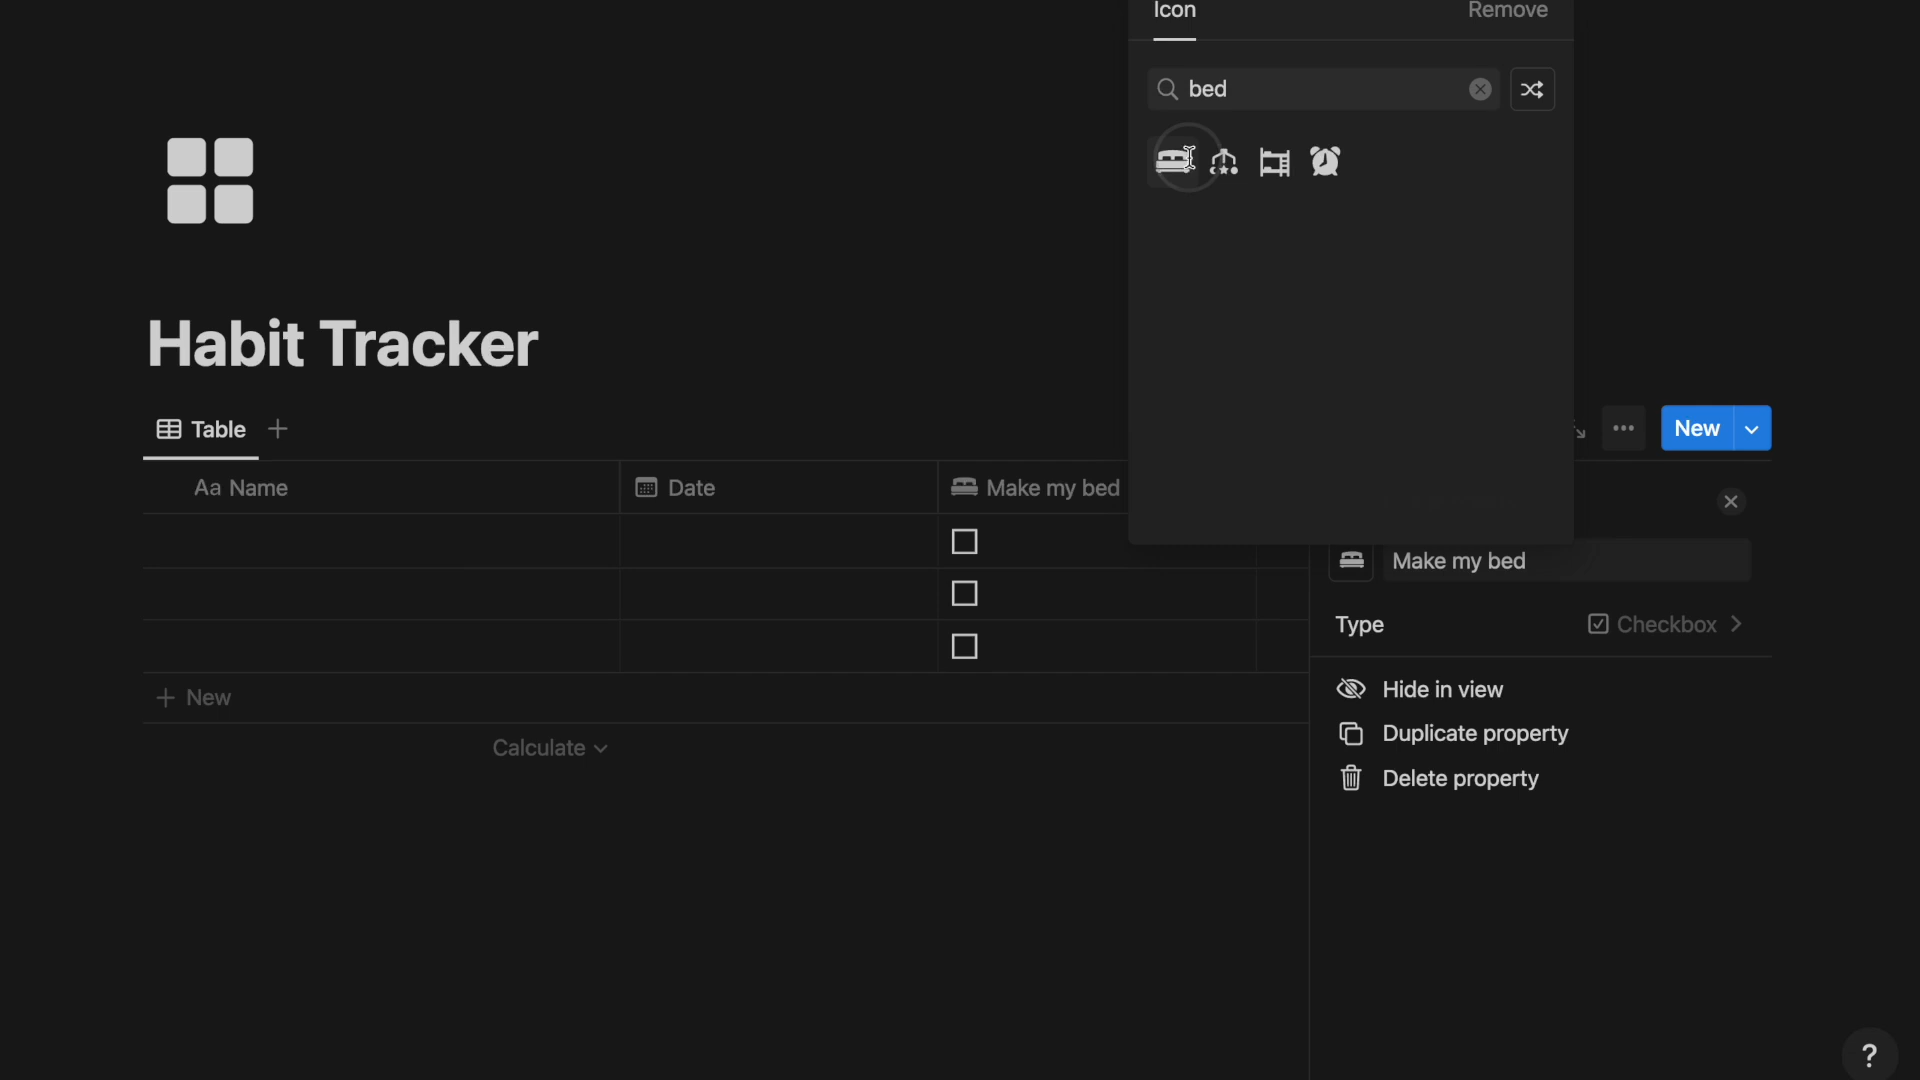 Icon Remove
bed
Habit Tracker
Table
New
Aa Name Date Make my bed
Make my bed
Type Checkbox
New
Hide in view
Duplicate property
Calculate
Delete property
?